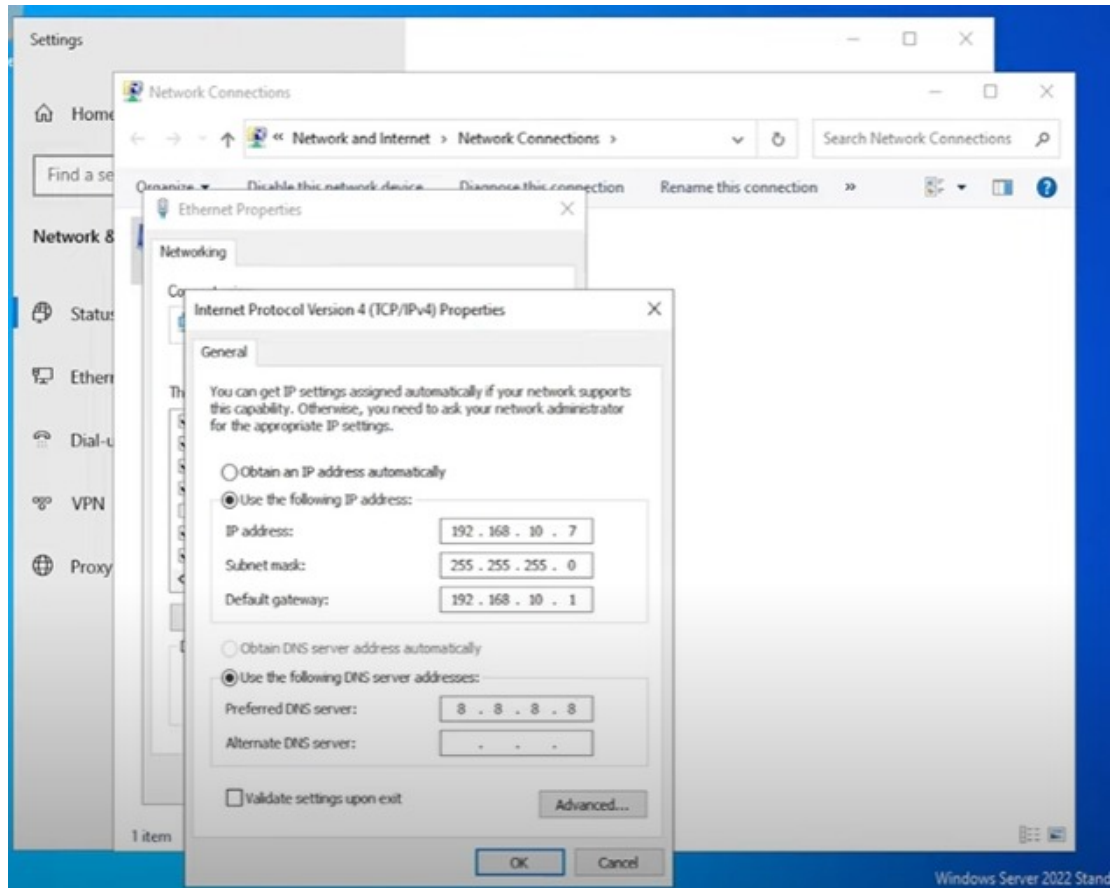 Settings
Network Connections
Home
« Network and Internet > Network Connections >
Search Network Connections
Find a se
Organize
Disable this network device
Diagnose this connection
Rename this connection
»
Ethernet Properties
Network &
Networking
Internet Protocol Version 4 (TCP/IPv4) Properties
Status
General
Ethern
Th
You can get IP settings assigned automatically if your network supports
this capability. Otherwise, you need to ask your network administrator
for the appropriate IP settings.
Dial-u
Obtain an IP address automatically
Use the following IP address:
VPN
IP address:
192 . 168 . 10 . 7
Subnet mask:
255 . 255 . 255 . 0
Proxy
Default gateway:
192 . 168 . 10 . 1
Obtain DNS server address automatically
Use the following DNS server addresses:
Preferred DNS server:
8 . 8 . 8 . 8
Alternate DNS server:
. . .
Validate settings upon exit
Advanced...
1 item
OK
Cancel
Windows Server 2022 Stand